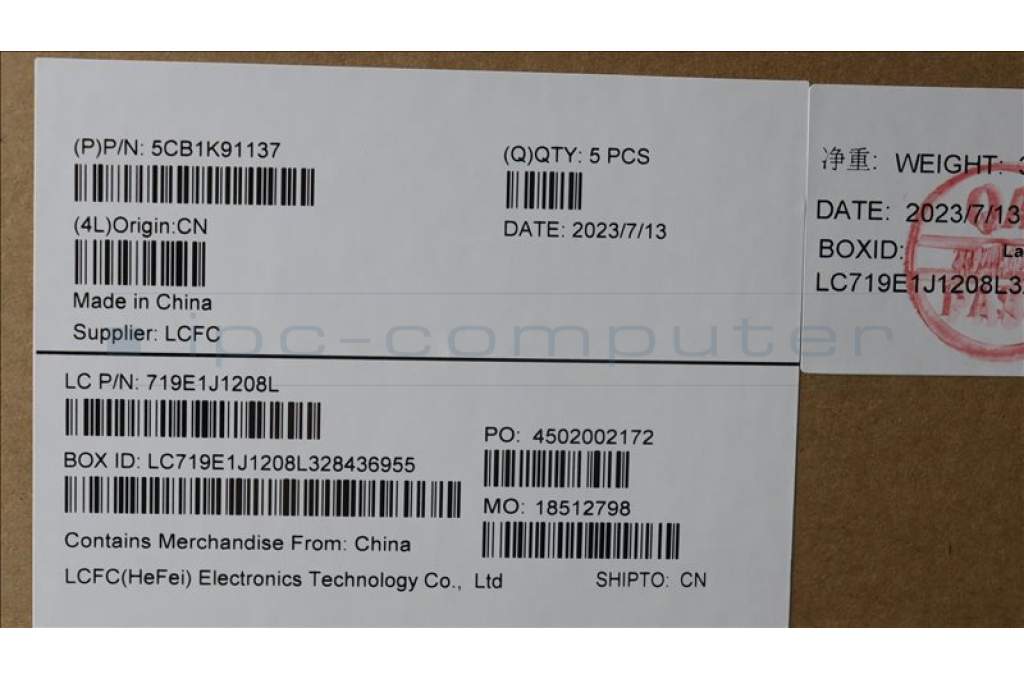 (P)P/N: 5CB1K91137
(Q)QTY: 5 PCS
(4L)Origin:CN
DATE: 2023/7/13
Made in China
Supplier: LCFC
LC P/N: 719E1J1208L
PO: 4502002172
BOX ID: LC719E1J1208L328436955
MO: 18512798
Contains Merchandise From: China
LCFC(HeFei) Electronics Technology Co., Ltd
SHIPTO: CN
净重: WEIGHT:
DATE: 2023/7/13
BOXID:
LC719E1J1208L32
ipc-computer